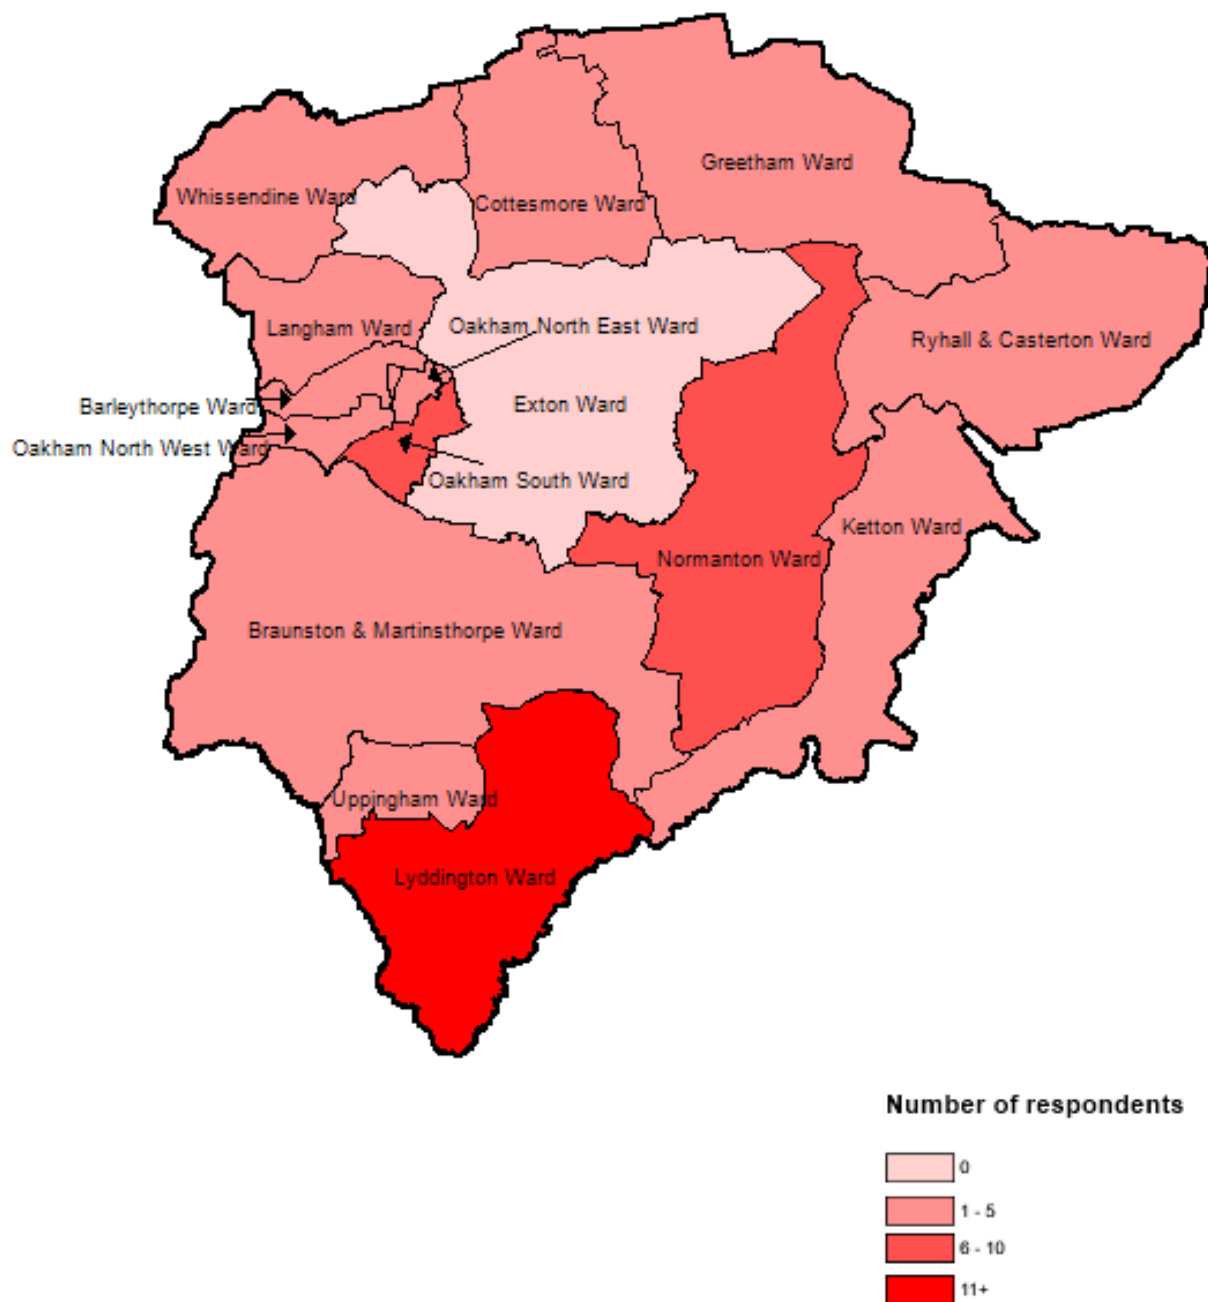 Greetham Ward
Whissendine Ward
Cottesmore Ward
Langham Ward
Oakham North East Ward
Ryhall & Casterton Ward
Barleythorpe Ward
Exton Ward
Oakham North West Ward
Oakham South Ward
Ketton Ward
Normanton Ward
Braunston & Martinsthorpe Ward
Uppingham Ward
Lyddington Ward
Number of respondents
0
1 - 5
6 - 10
11+